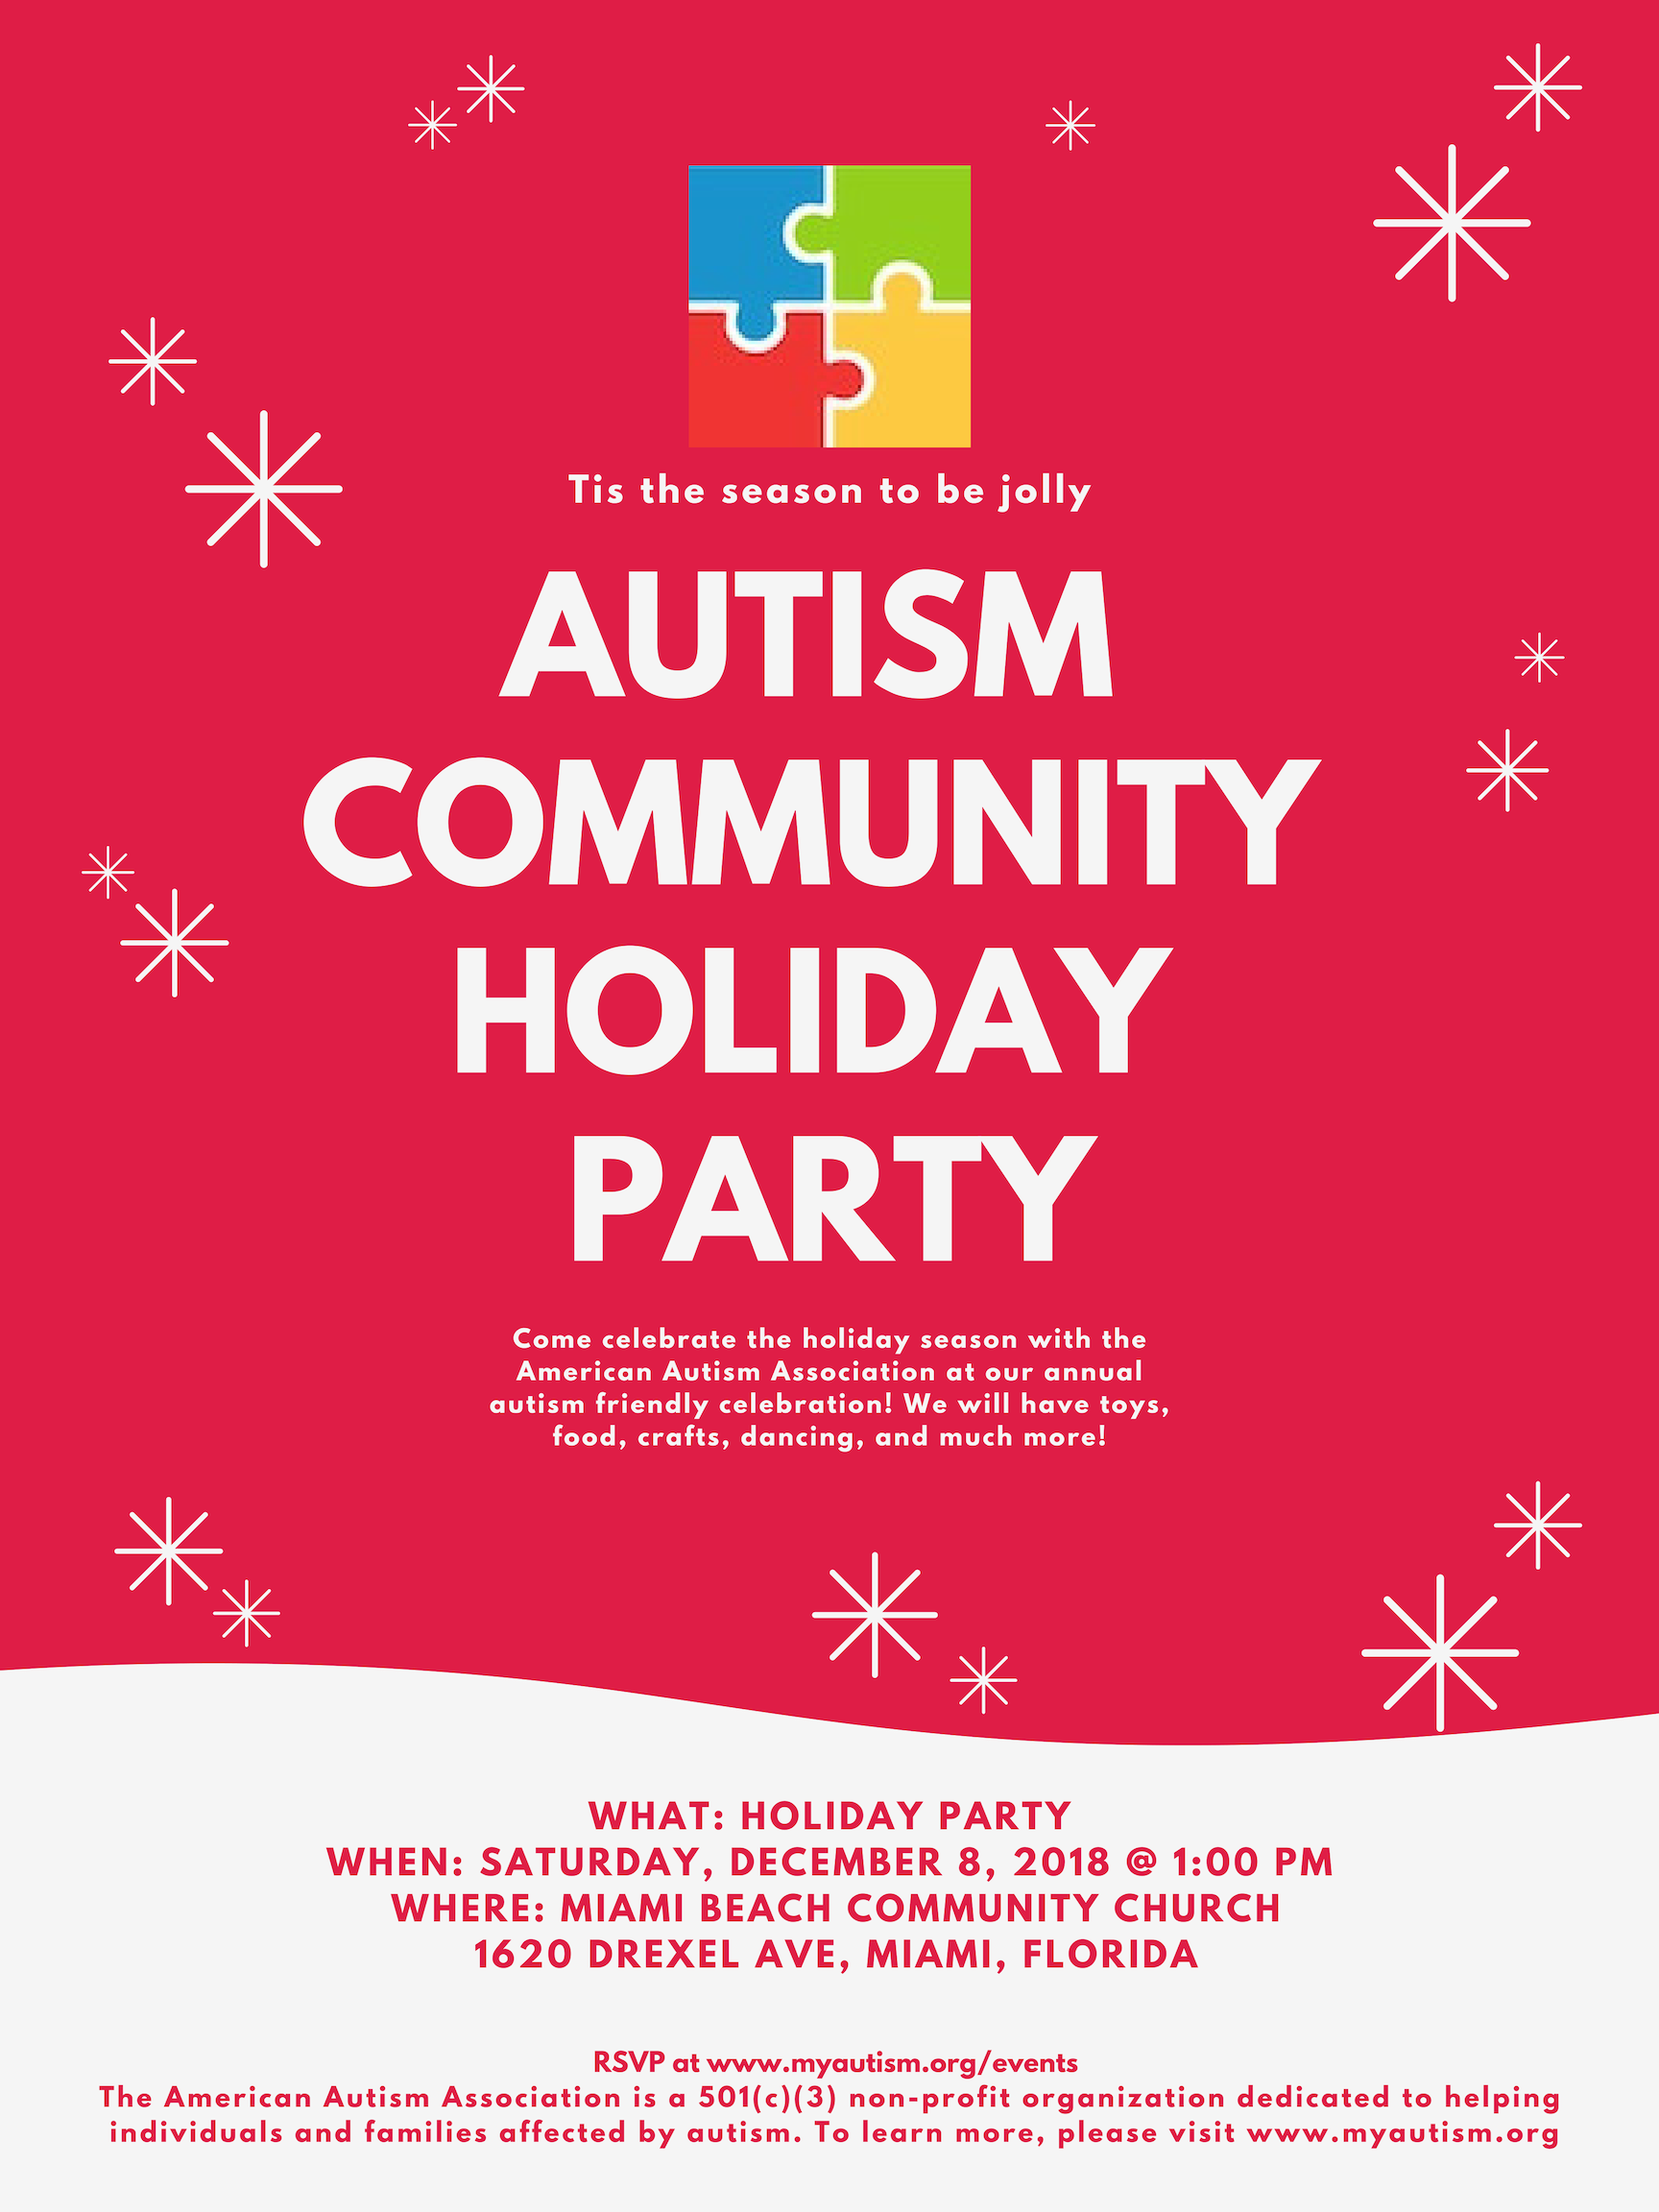 Tis the season to be jolly
AUTISM
COMMUNITY
HOLIDAY
PARTY
Come celebrate the holiday season with the
American Autism Association at our annual
autism friendly celebration! We will have toys,
food, crafts, dancing, and much more!
WHAT: HOLIDAY PARTY
WHEN: SATURDAY, DECEMBER 8, 2018 @ 1:00 PM
WHERE: MIAMI BEACH COMMUNITY CHURCH
1620 DREXEL AVE, MIAMI, FLORIDA
RSVP at www.myautism.org/events
The American Autism Association is a 501(c)(3) non-profit organization dedicated to helping
individuals and families affected by autism. To learn more, please visit www.myautism.org